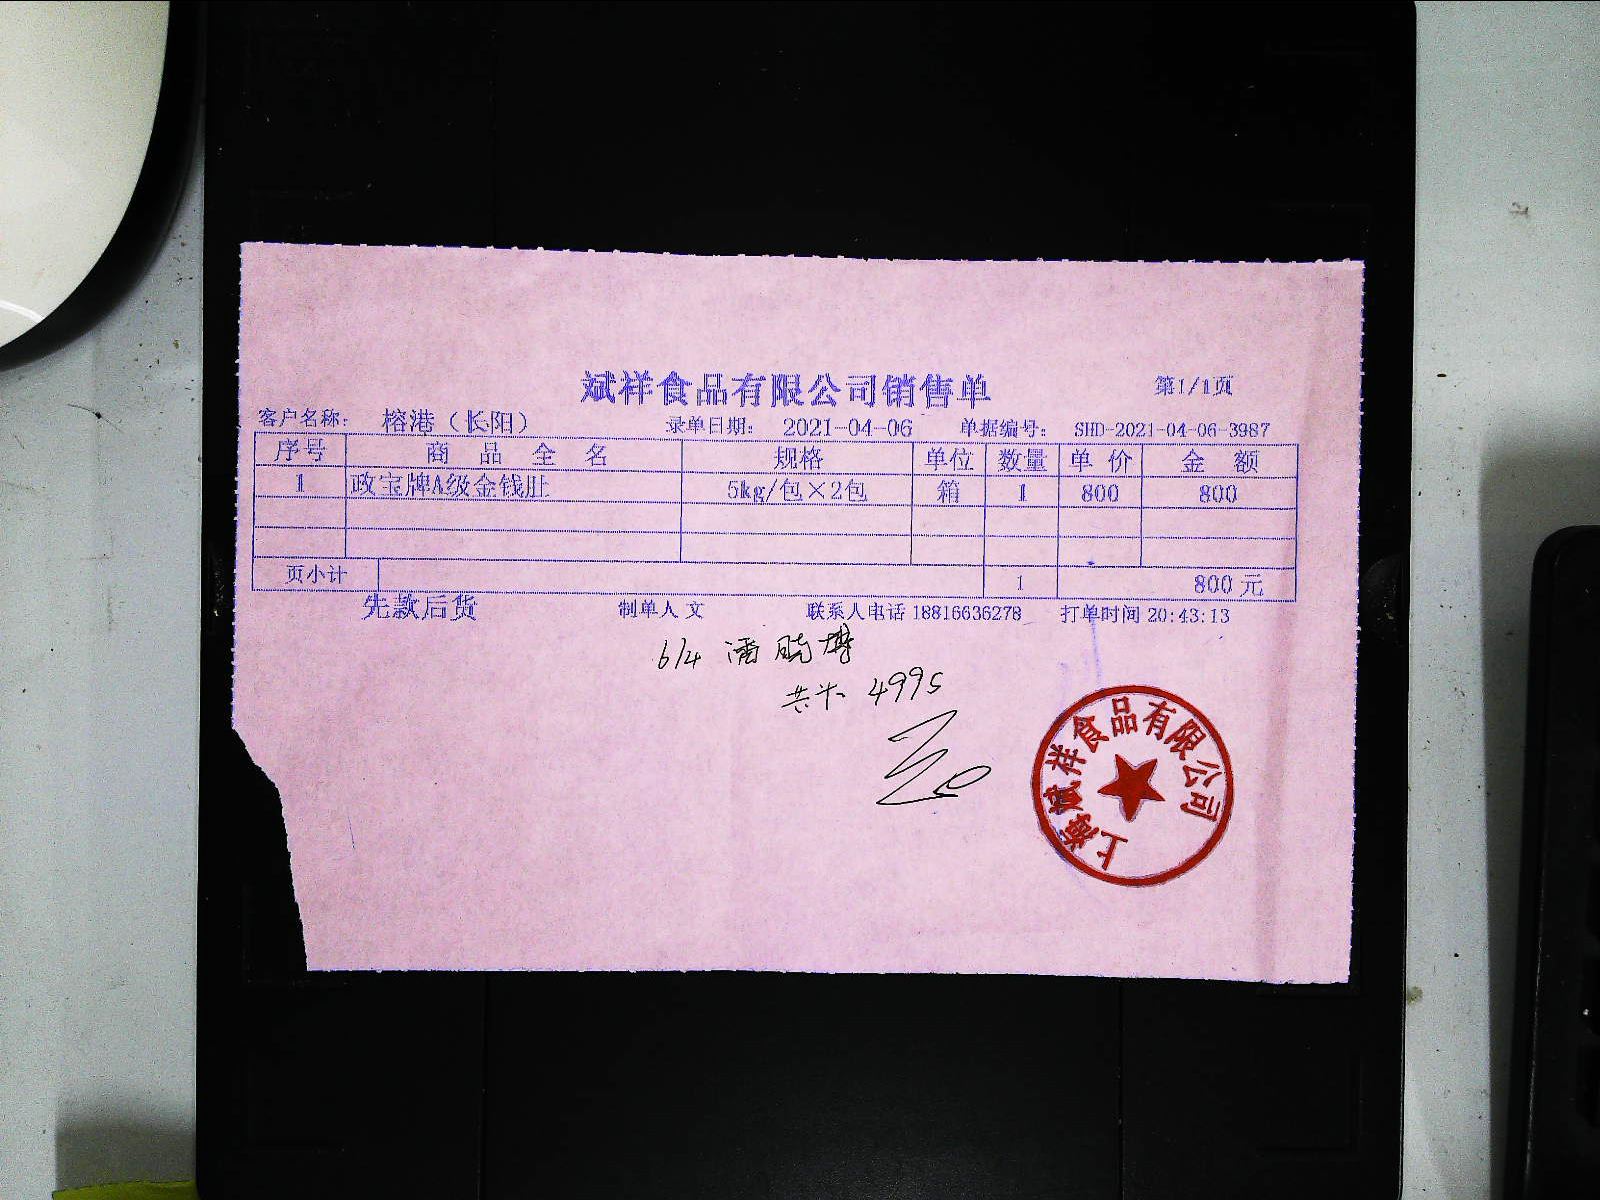 斌祥食品有限公司销售单 第1/1页
客户名称： 榕港（长阳） 录单日期： 2021-04-06 单据编号： SHD-2021-04-06-3987
序号 商品全名 规格 单位 数量 单价 金额
1 政宝牌A级金钱肚 5kg/包×2包 箱 1 800 800
页小计 1 800元
先款后货 制单人 文 联系人电话 18816636278 打单时间 20:43:13
6/4 潘晓
4995
上海斌祥食品有限公司